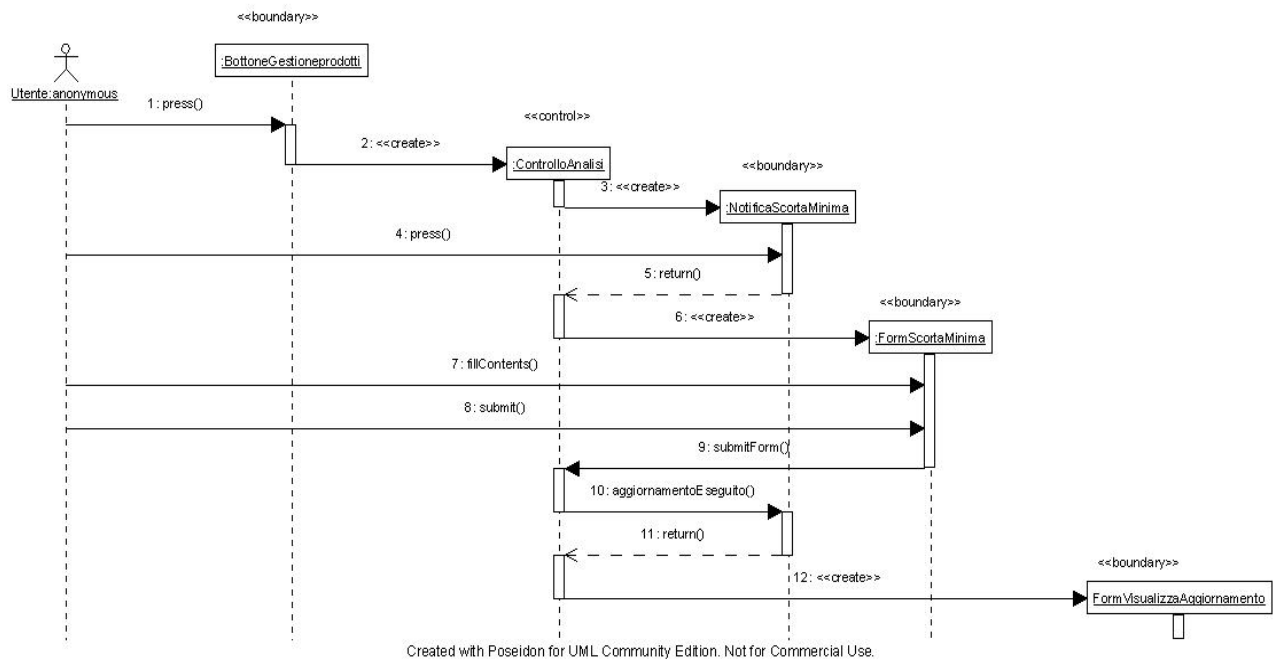 <<boundary>>
:BottoneGestioneprodotti
Utente:anonymous
1: press()
<<control>>
2: <<create>>
:ControlloAnalisi
<<boundary>>
3: <<create>>
:NotificaScortaMinima
4: press()
5: return()
<<boundary>>
6: <<create>>
:FormScortaMinima
7: fillContents()
8: submit()
9: submitForm()
10: aggiornamentoEseguito()
11: return()
<<boundary>>
12: <<create>>
FormVisualizzaAggiornamento
Created with Poseidon for UML Community Edition. Not for Commercial Use.